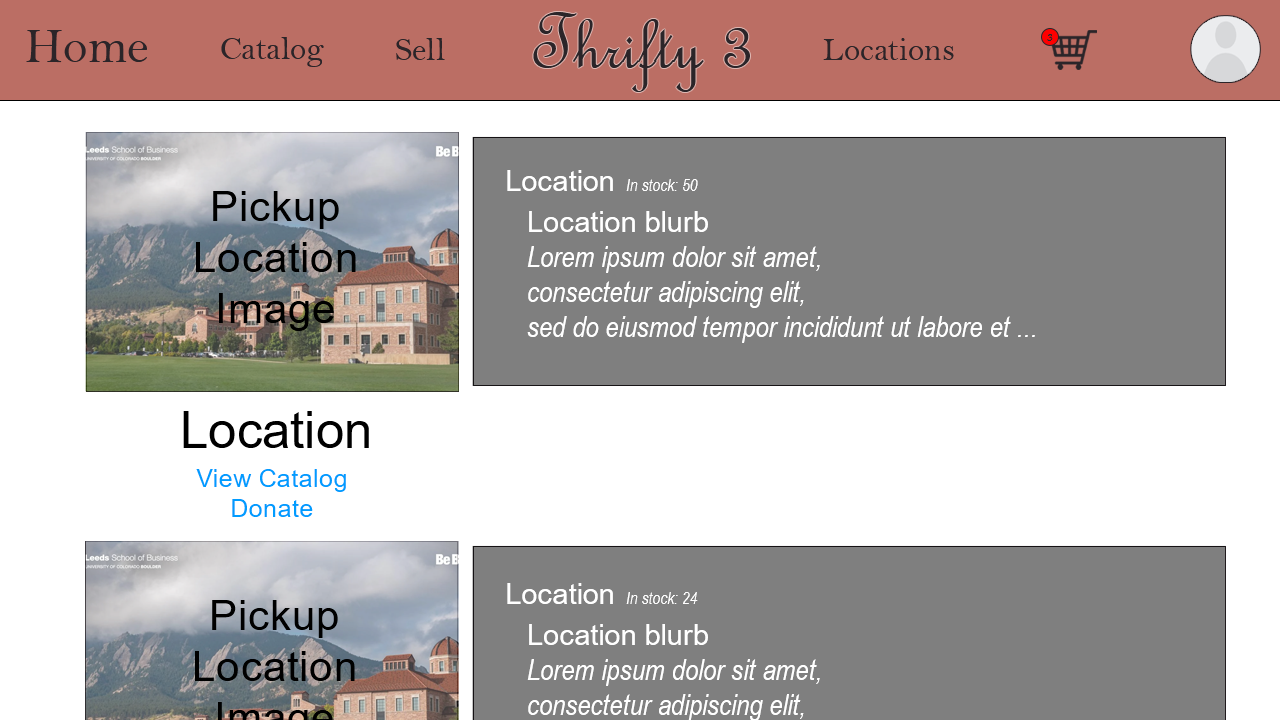 Home
Catalog
Sell
Thrifty 3
Locations
3
Leeds School of Business
UNIVERSITY OF COLORADO BOULDER
Be B
Pickup
Location
Image
Location In stock: 50
Location blurb
Lorem ipsum dolor sit amet,
consectetur adipiscing elit,
sed do eiusmod tempor incididunt ut labore et ...
Location
View Catalog
Donate
Leeds School of Business
UNIVERSITY OF COLORADO BOULDER
Be B
Pickup
Location
Image
Location In stock: 24
Location blurb
Lorem ipsum dolor sit amet,
consectetur adipiscing elit,